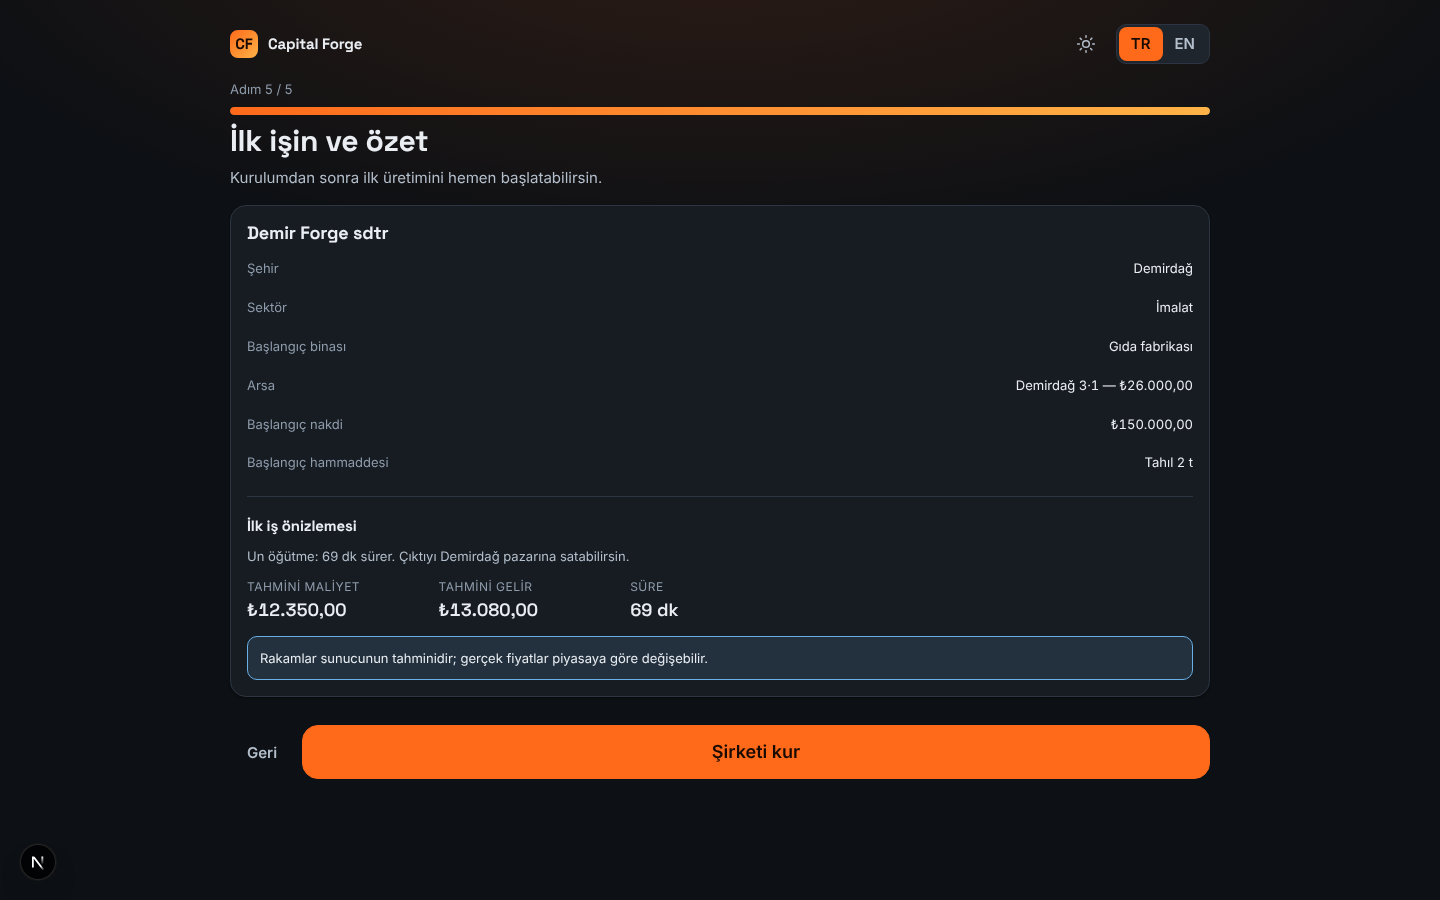 CF Capital Forge TR EN
Adım 5 / 5
İlk işin ve özet
Kurulumdan sonra ilk üretimini hemen başlatabilirsin.
Demir Forge sdtr
Şehir Demirdağ
Sektör İmalat
Başlangıç binası Gıda fabrikası
Arsa Demirdağ 3·1 — ₺26.000,00
Başlangıç nakdi ₺150.000,00
Başlangıç hammaddesi Tahıl 2 t
İlk iş önizlemesi
Un öğütme: 69 dk sürer. Çıktıyı Demirdağ pazarına satabilirsin.
TAHMİNİ MALİYET TAHMİNİ GELİR SÜRE
₺12.350,00 ₺13.080,00 69 dk
Rakamlar sunucunun tahminidir; gerçek fiyatlar piyasaya göre değişebilir.
Geri Şirketi kur
N